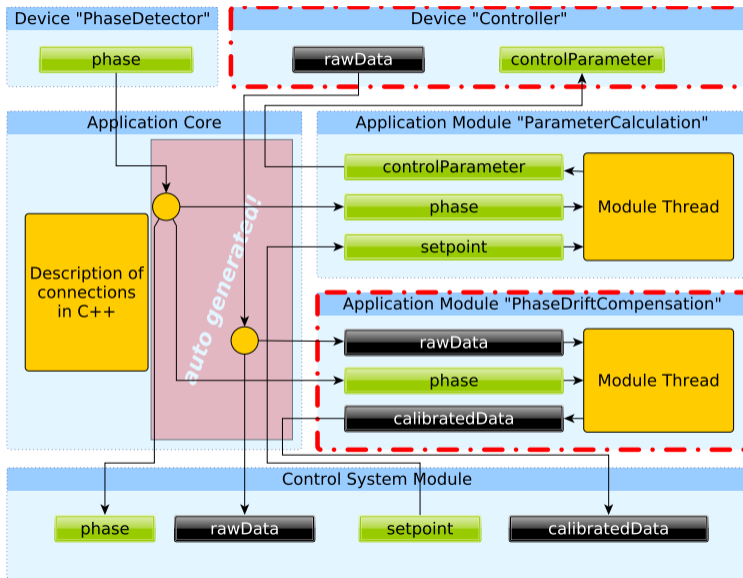 Device "PhaseDetector"
phase
Device "Controller"
rawData
controlParameter
Application Core
Description of
connections
in C++
auto generated!
Application Module "ParameterCalculation"
controlParameter
phase
setpoint
Module Thread
Application Module "PhaseDriftCompensation"
rawData
phase
calibratedData
Module Thread
Control System Module
phase
rawData
setpoint
calibratedData